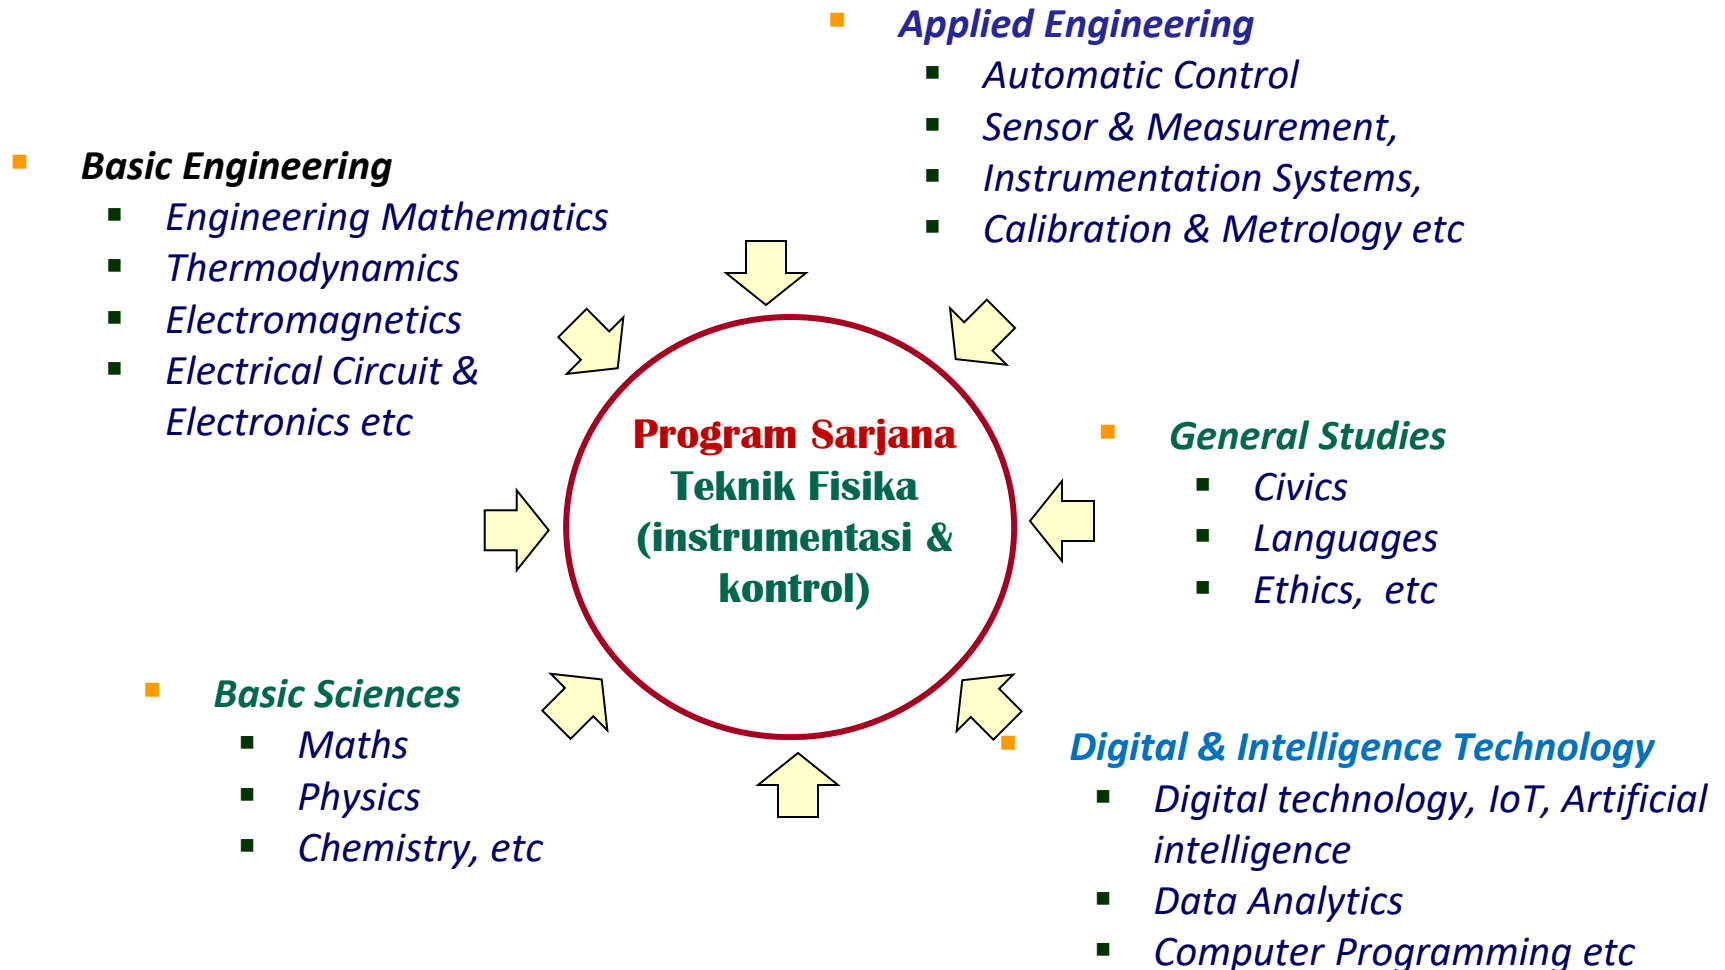 Applied Engineering
Automatic Control
Sensor & Measurement,
Instrumentation Systems,
Calibration & Metrology etc
Basic Engineering
Engineering Mathematics
Thermodynamics
Electromagnetics
Electrical Circuit &
Electronics etc
Program Sarjana
Teknik Fisika
(instrumentasi &
kontrol)
General Studies
Civics
Languages
Ethics, etc
Basic Sciences
Maths
Physics
Chemistry, etc
Digital & Intelligence Technology
Digital technology, IoT, Artificial
intelligence
Data Analytics
Computer Programming etc